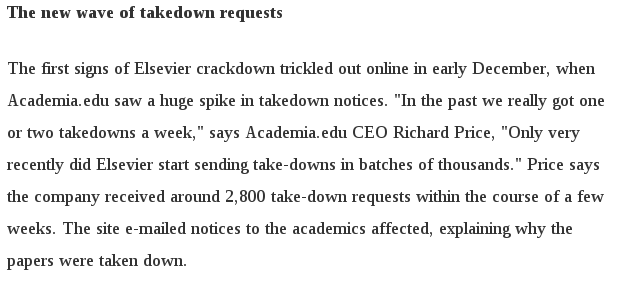 The new wave of takedown requests
The first signs of Elsevier crackdown trickled out online in early December, when
Academia.edu saw a huge spike in takedown notices. "In the past we really got one
or two takedowns a week," says Academia.edu CEO Richard Price, "Only very
recently did Elsevier start sending take-downs in batches of thousands." Price says
the company received around 2,800 take-down requests within the course of a few
weeks. The site e-mailed notices to the academics affected, explaining why the
papers were taken down.